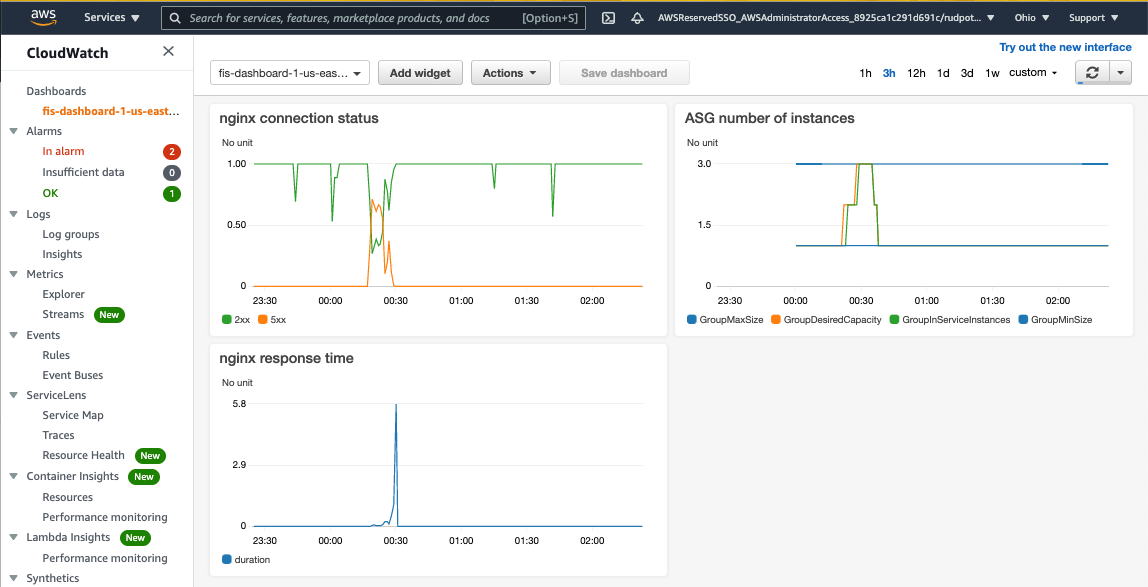 aws
Services
Search for services, features, marketplace products, and docs [Option+S]
AWSReservedSSO_AWSAdministratorAccess_8925ca1c291d691c/rudpot...
Ohio
Support
CloudWatch
Dashboards
fis-dashboard-1-us-east...
Alarms
In alarm 2
Insufficient data 0
OK 1
Logs
Log groups
Insights
Metrics
Explorer
Streams New
Events
Rules
Event Buses
ServiceLens
Service Map
Traces
Resource Health New
Container Insights New
Resources
Performance monitoring
Lambda Insights New
Performance monitoring
Synthetics
Try out the new interface
fis-dashboard-1-us-eas...
Add widget
Actions
Save dashboard
1h 3h 12h 1d 3d 1w custom
nginx connection status
No unit
1.00
0.50
0
23:30 00:00 00:30 01:00 01:30 02:00
2xx 5xx
ASG number of instances
No unit
3.0
1.5
0
23:30 00:00 00:30 01:00 01:30 02:00
GroupMaxSize GroupDesiredCapacity GroupInServiceInstances GroupMinSize
nginx response time
No unit
5.8
2.9
0
23:30 00:00 00:30 01:00 01:30 02:00
duration